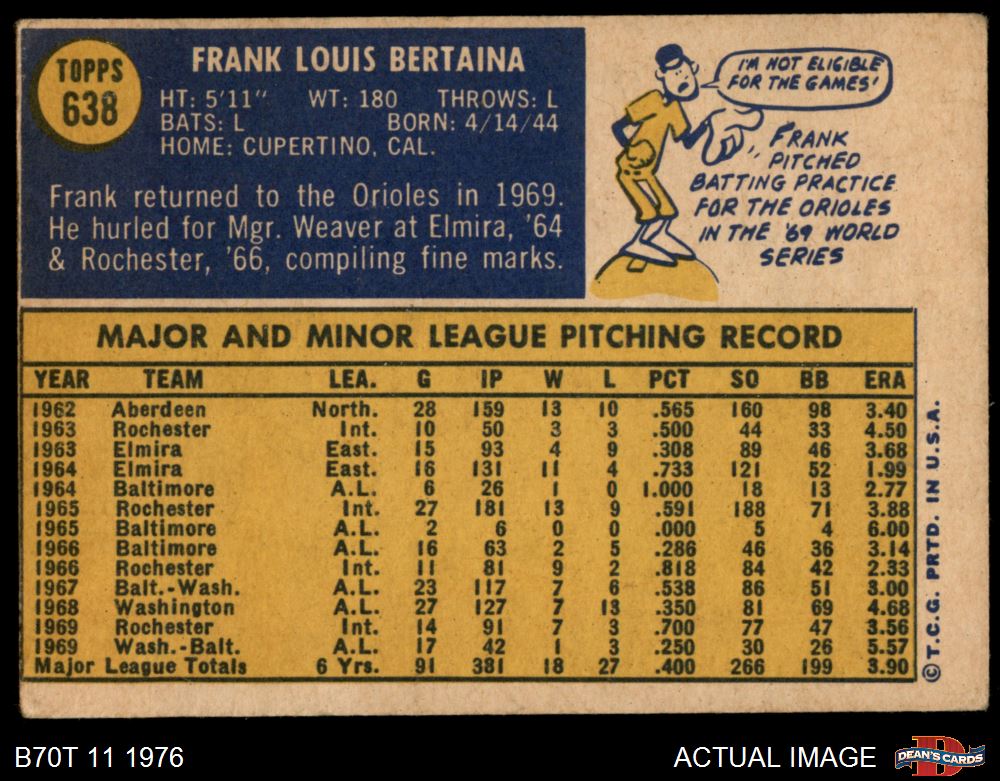 TOPPS
638
FRANK LOUIS BERTAINA
HT: 5'11" WT: 180 THROWS: L
BATS: L BORN: 4/14/44
HOME: CUPERTINO, CAL.
Frank returned to the Orioles in 1969.
He hurled for Mgr. Weaver at Elmira, '64
& Rochester, '66, compiling fine marks.
I'M NOT ELIGIBLE
FOR THE GAMES!
FRANK
PITCHED
BATTING PRACTICE
FOR THE ORIOLES
IN THE '69 WORLD
SERIES
MAJOR AND MINOR LEAGUE PITCHING RECORD
YEAR TEAM LEA. G IP W L PCT SO BB ERA
1962 Aberdeen North. 28 159 13 10 .565 160 98 3.40
1963 Rochester Int. 10 50 3 3 .500 44 33 4.50
1963 Elmira East. 15 93 4 9 .308 89 46 3.68
1964 Elmira East. 16 131 11 4 .733 121 52 1.99
1964 Baltimore A.L. 6 26 1 0 1.000 18 13 2.77
1965 Rochester Int. 27 181 13 9 .591 188 71 3.88
1965 Baltimore A.L. 2 6 0 0 .000 5 4 6.00
1966 Baltimore A.L. 16 63 2 5 .286 46 36 3.14
1966 Rochester Int. 11 81 9 2 .818 84 42 2.33
1967 Balt.-Wash. A.L. 23 117 7 6 .538 86 51 3.00
1968 Washington A.L. 27 127 7 13 .350 81 69 4.68
1969 Rochester Int. 14 91 7 3 .700 77 47 3.56
1969 Wash.-Balt. A.L. 17 42 1 3 .250 30 26 5.57
Major League Totals 6 Yrs. 91 381 18 27 .400 266 199 3.90
© T.C.G. PRTD. IN U.S.A.
B70T 11 1976
ACTUAL IMAGE
D
DEAN'S CARDS